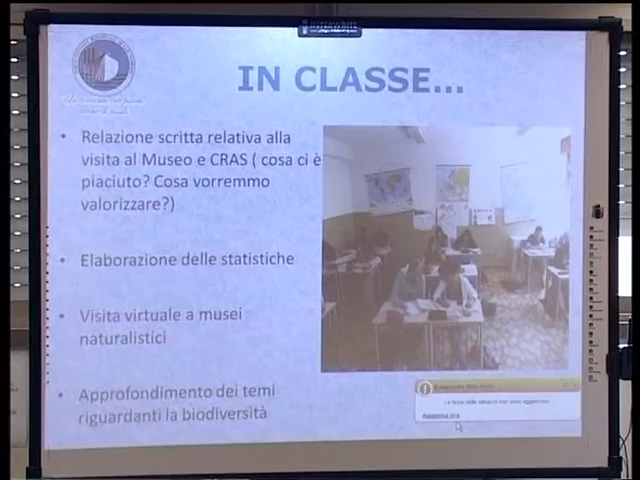 INTERWRITE
IN CLASSE...
• Relazione scritta relativa alla
visita al Museo e CRAS ( cosa ci è
piaciuto? Cosa vorremmo
valorizzare?)
• Elaborazione delle statistiche
• Visita virtuale a musei
naturalistici
• Approfondimento dei temi
riguardanti la biodiversità